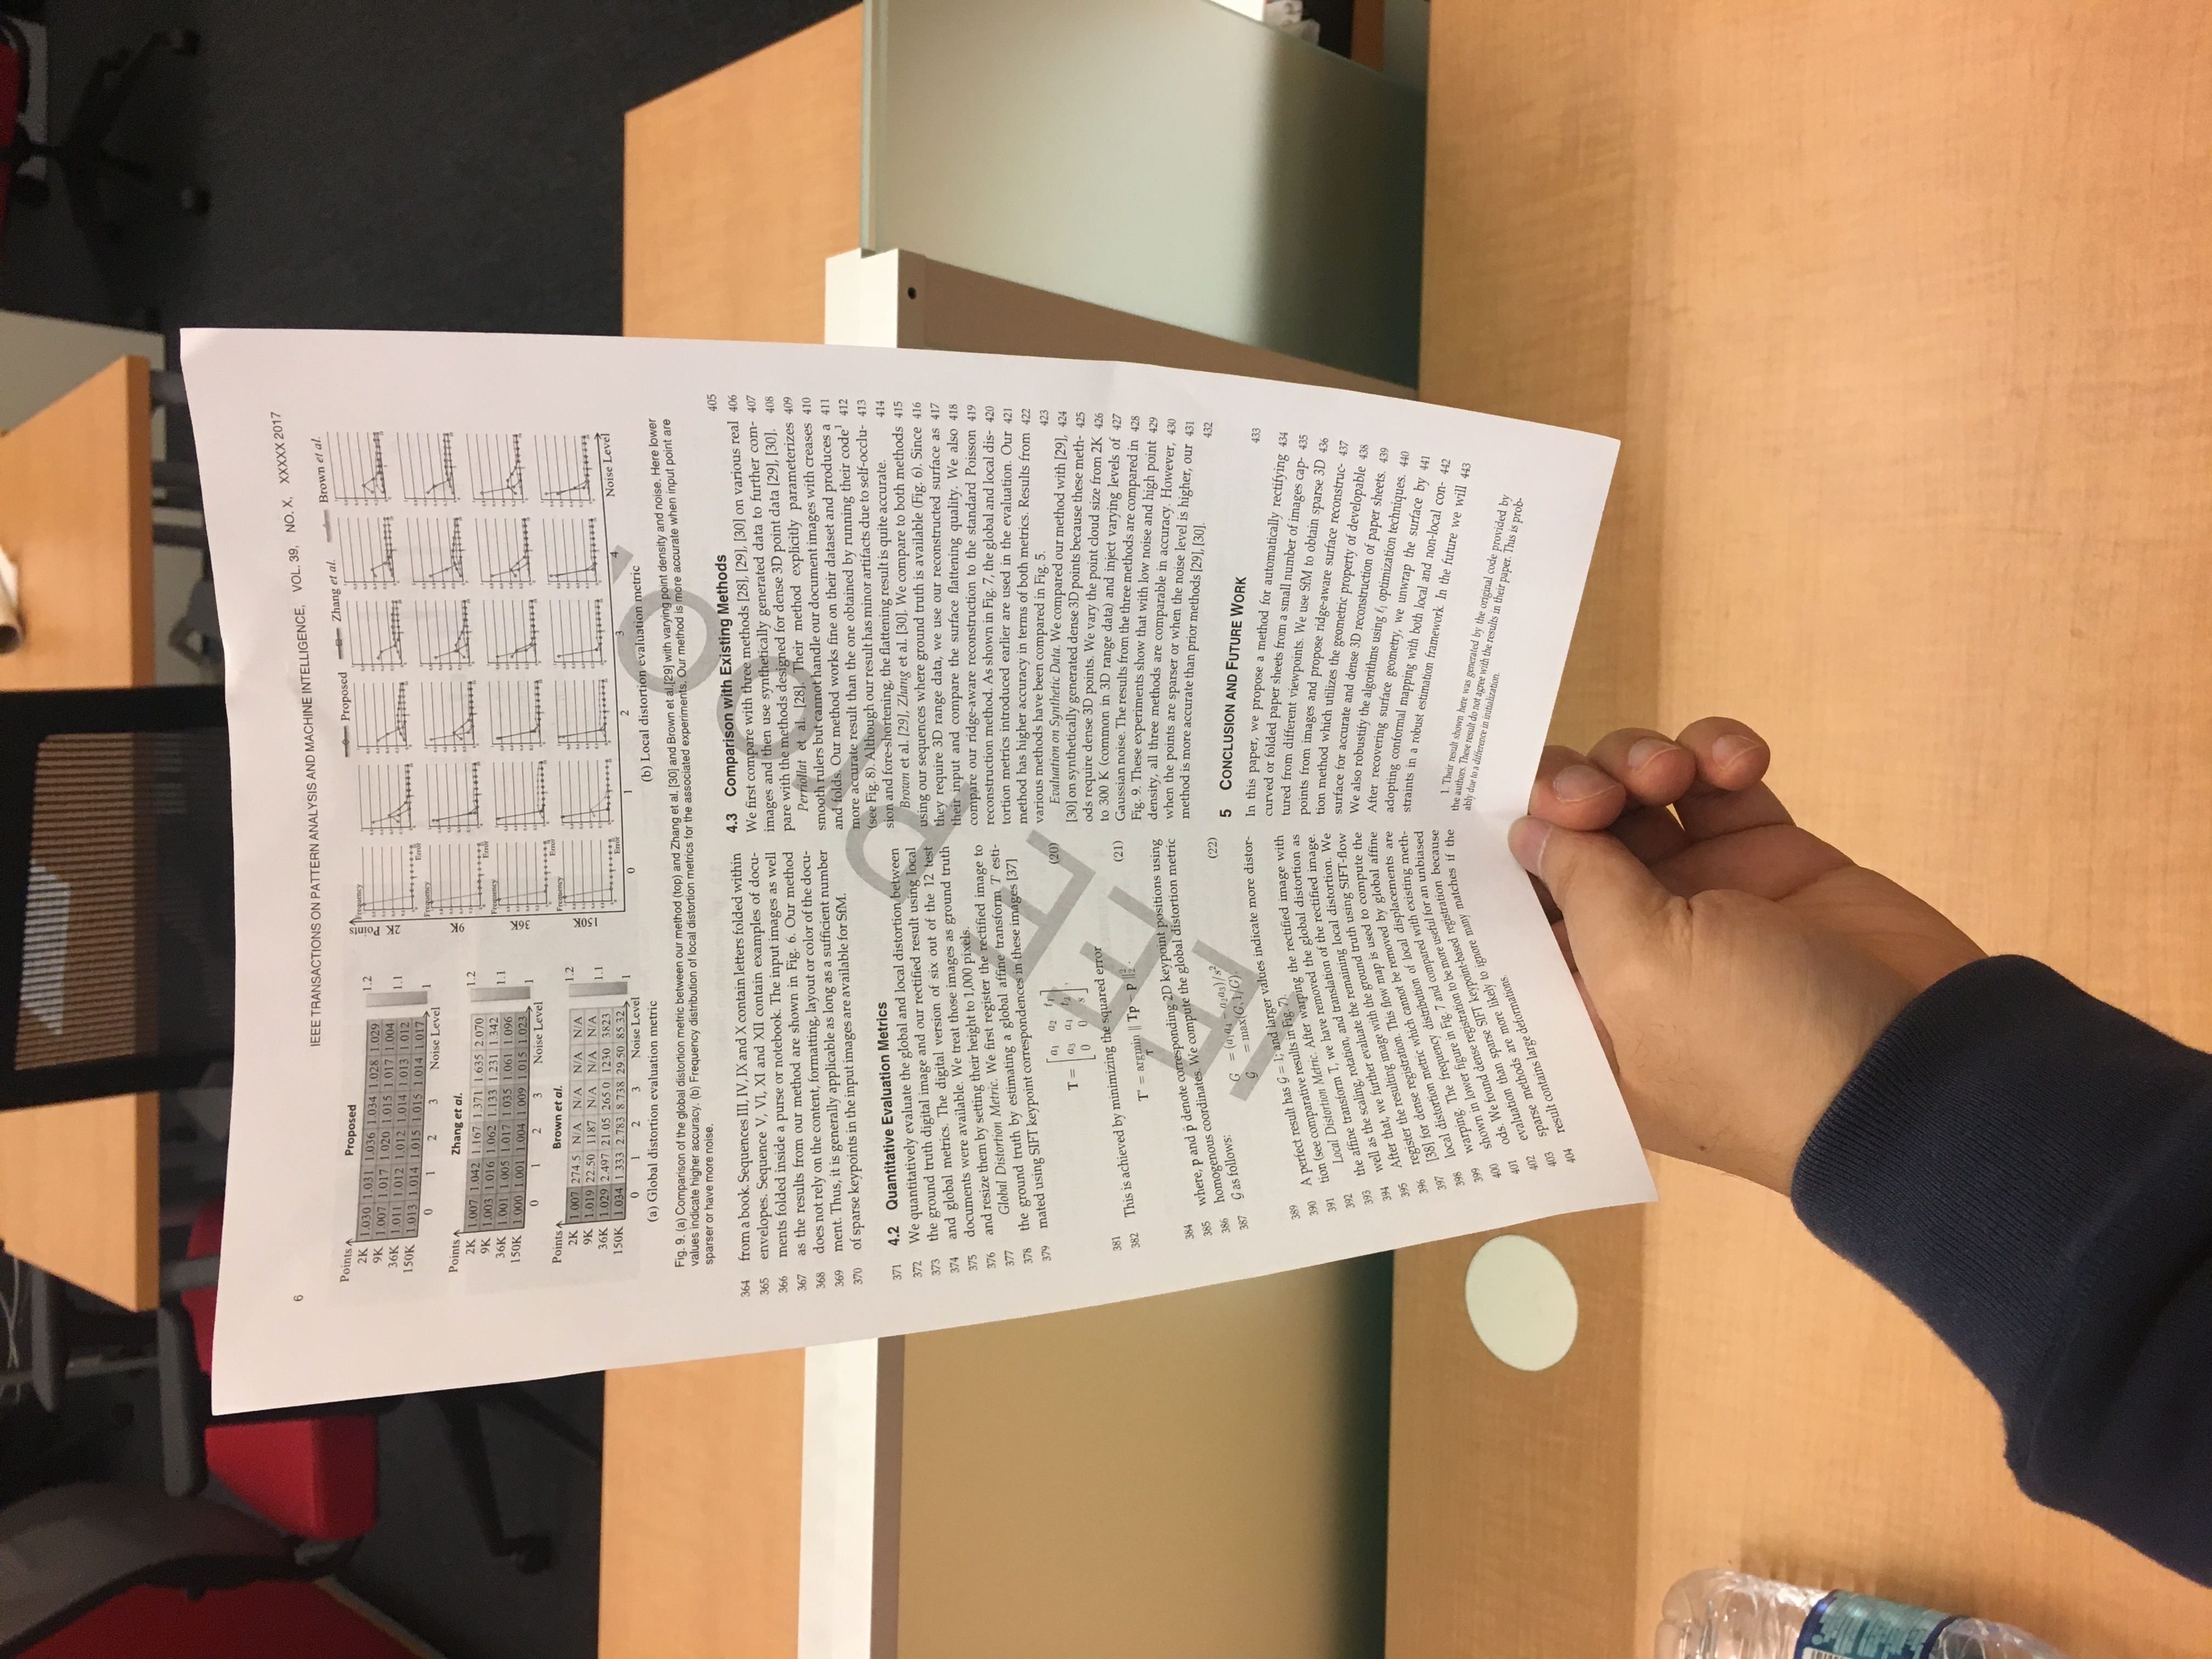 6
IEEE TRANSACTIONS ON PATTERN ANALYSIS AND MACHINE INTELLIGENCE, VOL. 39, NO. X, XXXXX 2017
Points
Proposed
2K 1.030 1.031 1.036 1.034 1.028 1.029
9K 1.007 1.017 1.020 1.015 1.017 1.004
36K 1.011 1.012 1.012 1.014 1.013 1.012
150K 1.013 1.014 1.015 1.015 1.014 1.017
0 1 2 3 Noise Level
1.2
1.1
1
Points
Zhang et al.
2K 1.007 1.042 1.167 1.371 1.635 2.070
9K 1.003 1.016 1.062 1.133 1.231 1.342
36K 1.001 1.005 1.017 1.035 1.061 1.096
150K 1.000 1.001 1.004 1.009 1.015 1.023
0 1 2 3 Noise Level
1.2
1.1
1
Points
Brown et al.
2K 1.007 274.5 N/A N/A N/A N/A
9K 1.019 22.50 1187 N/A N/A N/A
36K 1.029 2.497 21.05 265.0 1230 3823
150K 1.034 1.333 2.783 8.738 29.50 85.32
0 1 2 3 Noise Level
1.2
1.1
1
(a) Global distortion evaluation metric
Proposed Zhang et al. Brown et al.
2K Points
Frequency
Error
9K
Frequency
Error
36K
Frequency
Error
150K
Frequency
Error
0 1 2 3 4 Noise Level
(b) Local distortion evaluation metric
Fig. 9. (a) Comparison of the global distortion metric between our method (top) and Zhang et al. [30] and Brown et al.[29] with varying point density and noise. Here lower
values indicate higher accuracy. (b) Frequency distribution of local distortion metrics for the associated experiments. Our method is more accurate when input point are
sparser or have more noise.
364 from a book. Sequences III, IV, IX and X contain letters folded within
365 envelopes. Sequence V, VI, XI and XII contain examples of docu-
366 ments folded inside a purse or notebook. The input images as well
367 as the results from our method are shown in Fig. 6. Our method
368 does not rely on the content, formatting, layout or color of the docu-
369 ment. Thus, it is generally applicable as long as a sufficient number
370 of sparse keypoints in the input images are available for SfM.
371 4.2 Quantitative Evaluation Metrics
372 We quantitatively evaluate the global and local distortion between
373 the ground truth digital image and our rectified result using local
374 and global metrics. The digital version of six out of the 12 test
375 documents were available. We treat those images as ground truth
376 and resize them by setting their height to 1,000 pixels.
377 Global Distortion Metric. We first register the rectified image to
378 the ground truth by estimating a global affine transform T esti-
379 mated using SIFT keypoint correspondences in these images [37]
T = [a1 a2 t1
a3 a4 t2
0 0 s]. (20)
381 This is achieved by minimizing the squared error
382 T* = argmin T ‖ Tp − p̂ ‖²₂. (21)
384 where, p and p̂ denote corresponding 2D keypoint positions using
385 homogenous coordinates. We compute the global distortion metric
386 𝒢 as follows:
387 G = (a1a4 − a2a3)/s²
𝒢 = max(G, 1/G). (22)
389 A perfect result has 𝒢 = 1; and larger values indicate more distor-
390 tion (see comparative results in Fig. 7).
391 Local Distortion Metric. After warping the rectified image with
392 the affine transform T, we have removed the global distortion as
393 well as the scaling, rotation, and translation of the rectified image.
394 After that, we further evaluate the remaining local distortion. We
395 register the resulting image with the ground truth using SIFT-flow
396 [38] for dense registration. This flow map is used to compute the
397 local distortion metric which cannot be removed by global affine
398 warping. The frequency distribution of local displacements are
399 shown in lower figure in Fig. 7 and compared with existing meth-
400 ods. We found dense registration to be more useful for an unbiased
401 evaluation than sparse SIFT keypoint-based registration because
402 sparse methods are more likely to ignore many matches if the
403 result contains large deformations.
404
4.3 Comparison with Existing Methods 405
We first compare with three methods [28], [29], [30] on various real 406
images and then use synthetically generated data to further com- 407
pare with the methods designed for dense 3D point data [29], [30]. 408
Perriollat et al. [28]. Their method explicitly parameterizes 409
smooth rulers but cannot handle our document images with creases 410
and folds. Our method works fine on their dataset and produces a 411
more accurate result than the one obtained by running their code¹ 412
(see Fig. 8). Although our result has minor artifacts due to self-occlu- 413
sion and fore-shortening, the flattening result is quite accurate. 414
Brown et al. [29], Zhang et al. [30]. We compare to both methods 415
using our sequences where ground truth is available (Fig. 6). Since 416
they require 3D range data, we use our reconstructed surface as 417
their input and compare the surface flattening quality. We also 418
compare our ridge-aware reconstruction to the standard Poisson 419
reconstruction method. As shown in Fig. 7, the global and local dis- 420
tortion metrics introduced earlier are used in the evaluation. Our 421
method has higher accuracy in terms of both metrics. Results from 422
various methods have been compared in Fig. 5. 423
Evaluation on Synthetic Data. We compared our method with [29], 424
[30] on synthetically generated dense 3D points because these meth- 425
ods require dense 3D points. We vary the point cloud size from 2K 426
to 300 K (common in 3D range data) and inject varying levels of 427
Gaussian noise. The results from the three methods are compared in 428
Fig. 9. These experiments show that with low noise and high point 429
density, all three methods are comparable in accuracy. However, 430
when the points are sparser or when the noise level is higher, our 431
method is more accurate than prior methods [29], [30]. 432
5 CONCLUSION AND FUTURE WORK 433
In this paper, we propose a method for automatically rectifying 434
curved or folded paper sheets from a small number of images cap- 435
tured from different viewpoints. We use SfM to obtain sparse 3D 436
points from images and propose ridge-aware surface reconstruc- 437
tion method which utilizes the geometric property of developable 438
surface for accurate and dense 3D reconstruction of paper sheets. 439
We also robustify the algorithms using ℓ₁ optimization techniques. 440
After recovering surface geometry, we unwrap the surface by 441
adopting conformal mapping with both local and non-local con- 442
straints in a robust estimation framework. In the future we will 443
1. Their result shown here was generated by the original code provided by
the authors. These result do not agree with the results in their paper. This is prob-
ably due to a difference in initialization.
IEEE Proof